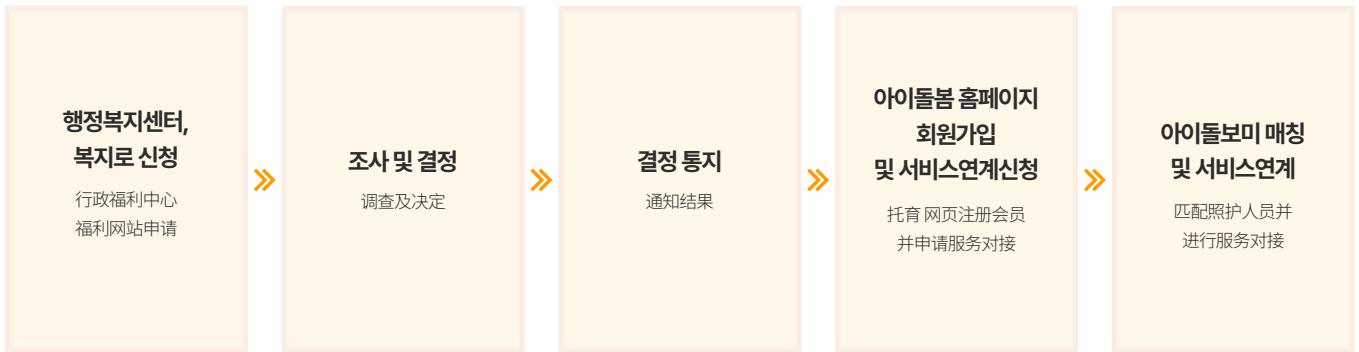 행정복지센터,
복지로 신청
行政福利中心
福利网站申请
조사 및 결정
调查及决定
결정 통지
通知结果
아이돌봄 홈페이지
회원가입
및 서비스연계신청
托育 网页注册会员
并申请服务对接
아이돌보미 매칭
및 서비스연계
匹配照护人员并
进行服务对接